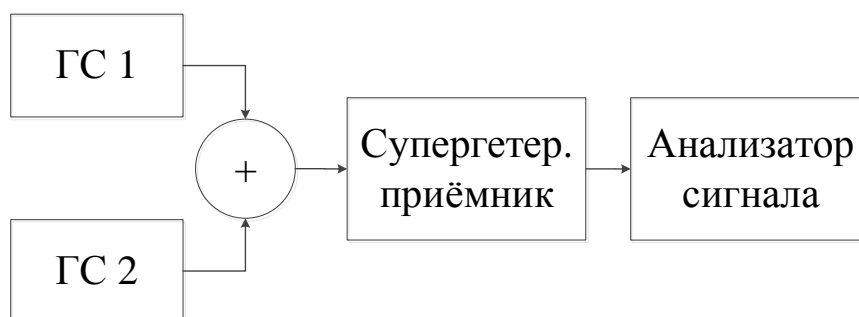 ГС 1
ГС 2
+
Супергетер.
приёмник
Анализатор
сигнала